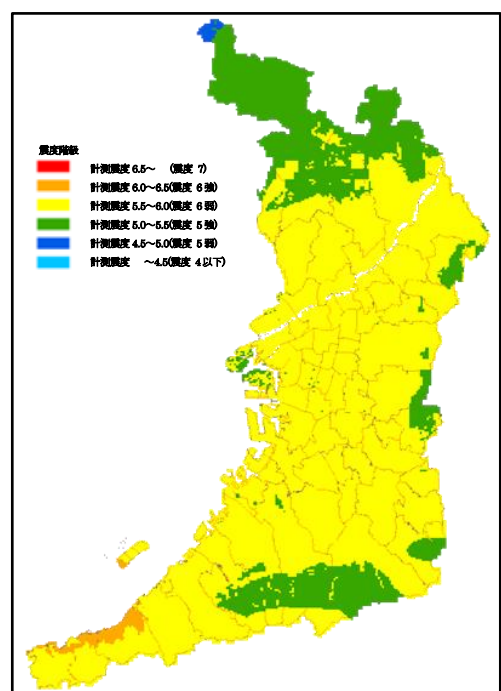 震度階級
計測震度 6.5～ (震度 7)
計測震度 6.0～6.5(震度 6 強)
計測震度 5.5～6.0(震度 6 弱)
計測震度 5.0～5.5(震度 5 強)
計測震度 4.5～5.0(震度 5 弱)
計測震度 ～4.5(震度 4 以下)